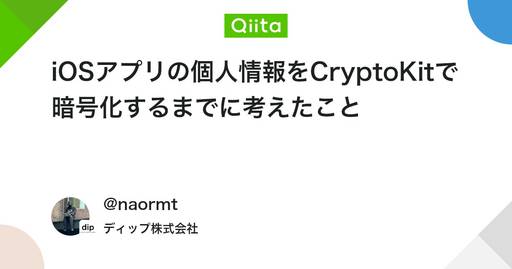 Qiita
iOSアプリの個人情報をCryptoKitで
暗号化するまでに考えたこと
@naormt
dip
ディップ株式会社